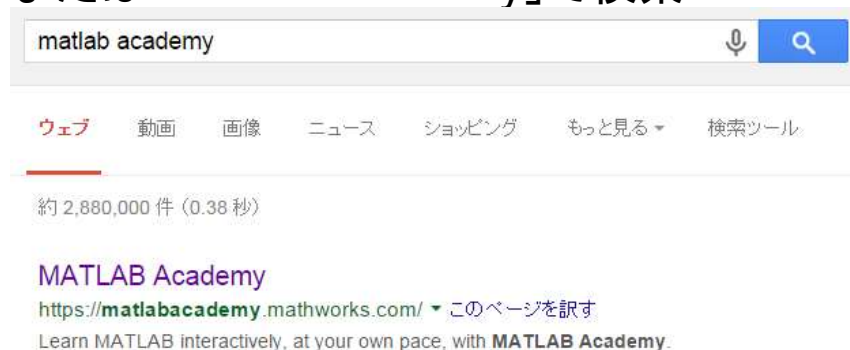 y」で検索
matlab academy
ウェブ 動画 画像 ニュース ショッピング もっと見る 検索ツール
約 2,880,000 件 (0.38 秒)
MATLAB Academy
https://matlabacademy.mathworks.com/ このページを訳す
Learn MATLAB interactively, at your own pace, with MATLAB Academy.